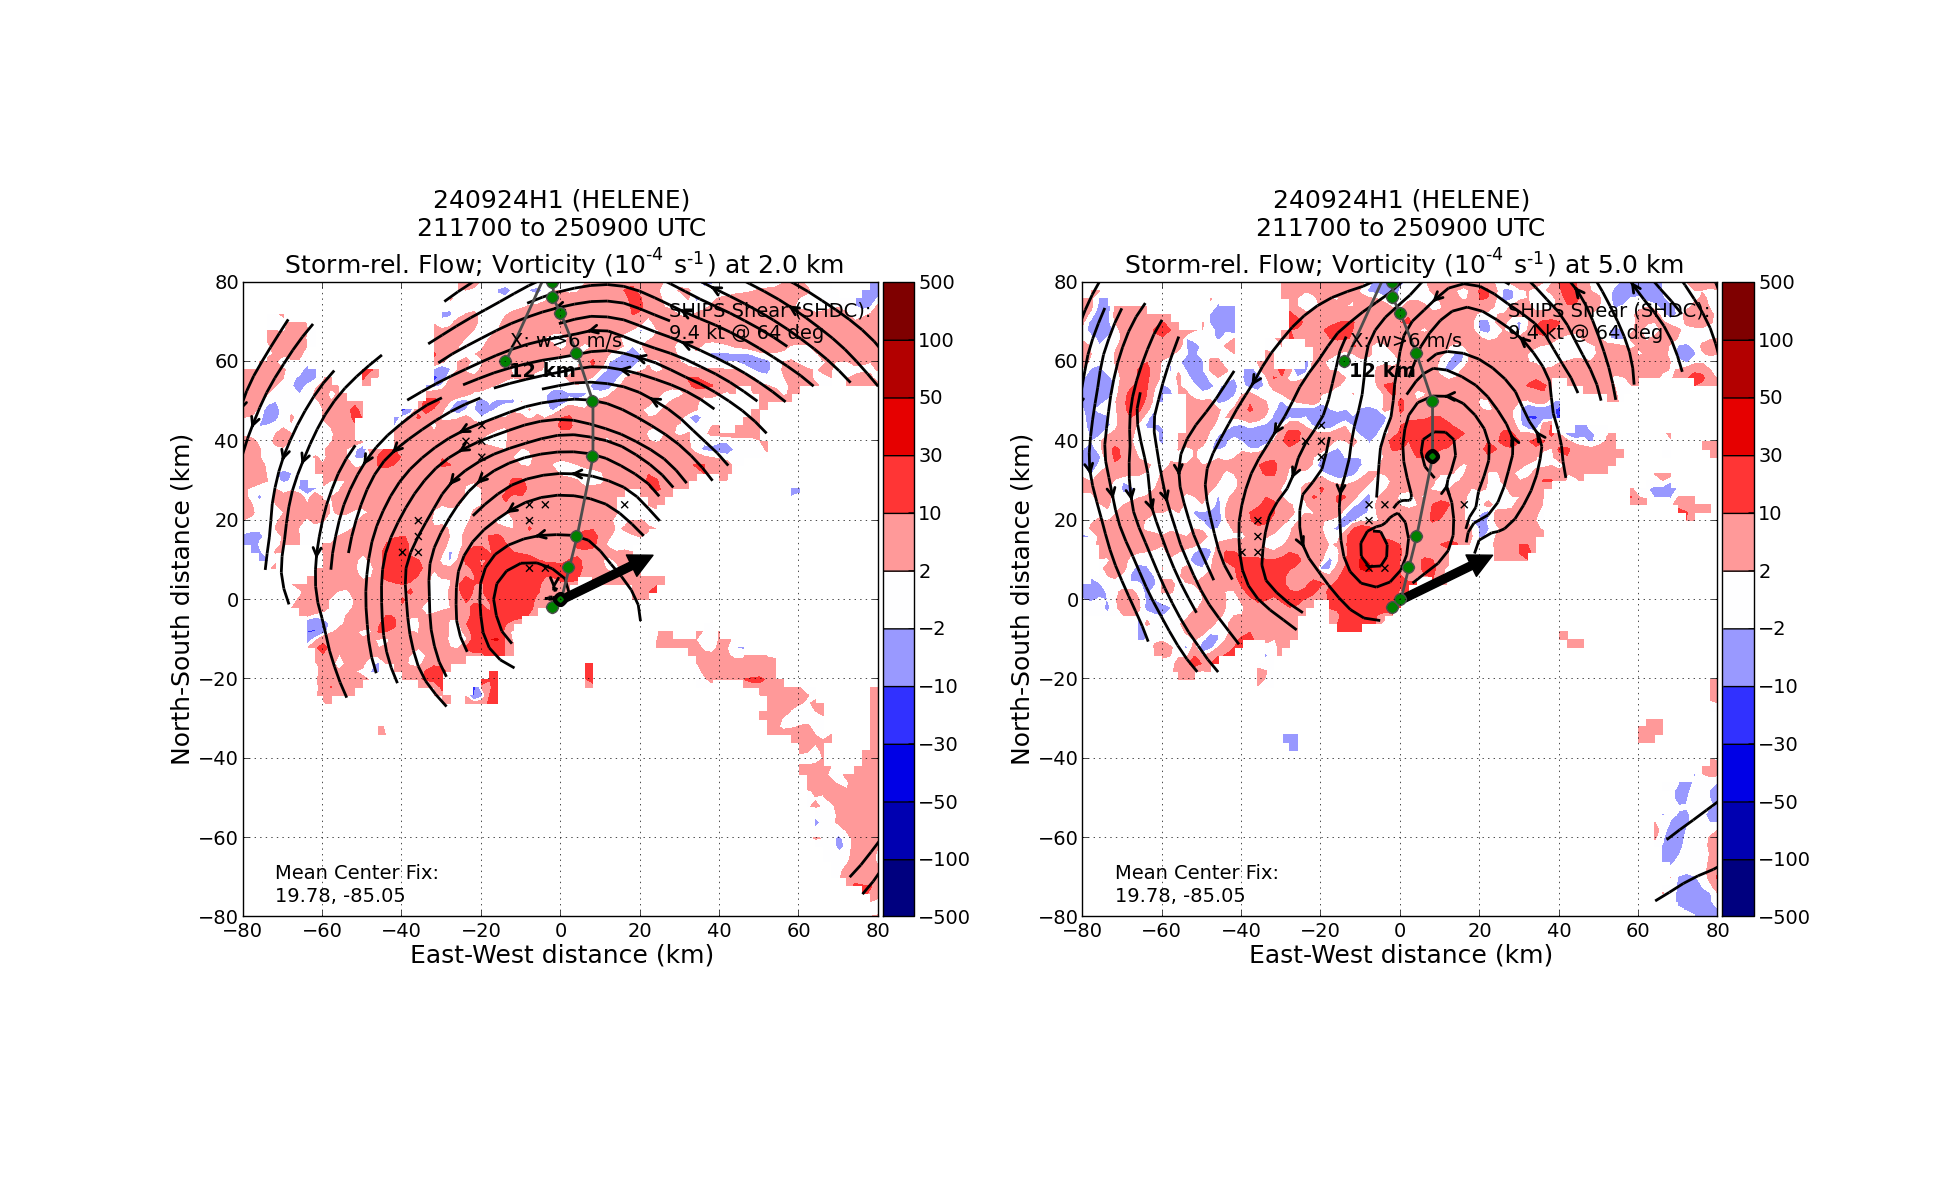 240924H1 (HELENE)
211700 to 250900 UTC
Storm-rel. Flow; Vorticity (10⁻⁴ s⁻¹) at 2.0 km
SHIPS Shear (SHDC):
9.4 kt @ 64 deg
X: w>6 m/s
12 km
Mean Center Fix:
19.78, -85.05
80
60
40
20
0
−20
−40
−60
−80
North-South distance (km)
−80 −60 −40 −20 0 20 40 60 80
East-West distance (km)
500
100
50
30
10
2
−2
−10
−30
−50
−100
−500
240924H1 (HELENE)
211700 to 250900 UTC
Storm-rel. Flow; Vorticity (10⁻⁴ s⁻¹) at 5.0 km
SHIPS Shear (SHDC):
9.4 kt @ 64 deg
X: w>6 m/s
12 km
Mean Center Fix:
19.78, -85.05
80
60
40
20
0
−20
−40
−60
−80
North-South distance (km)
−80 −60 −40 −20 0 20 40 60 80
East-West distance (km)
500
100
50
30
10
2
−2
−10
−30
−50
−100
−500